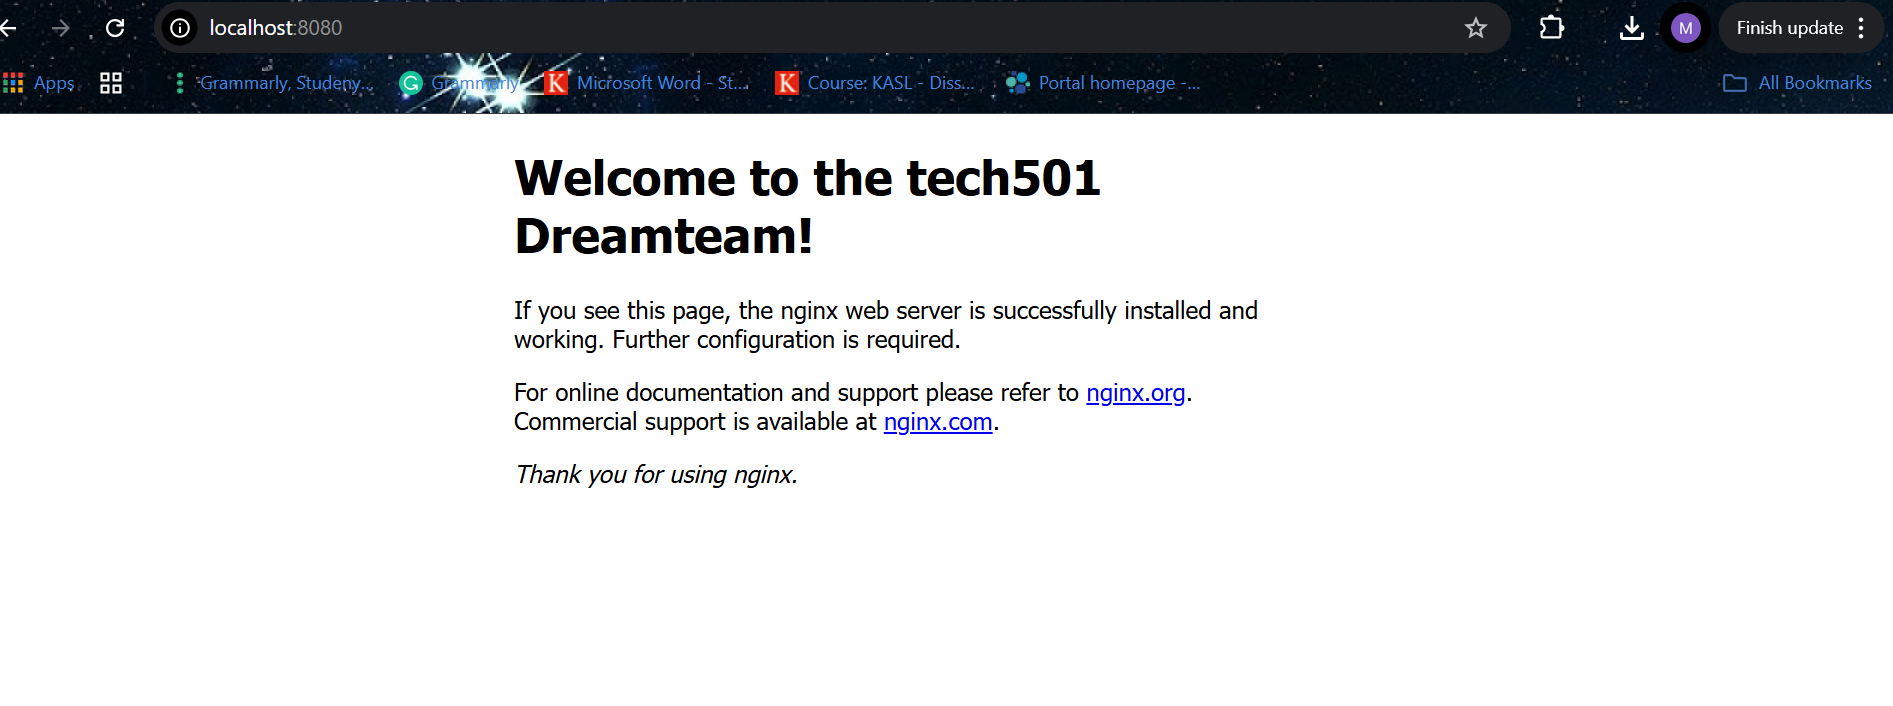 localhost:8080
Finish update
M
Apps
Grammarly, Studeny...
Grammarly
Microsoft Word - St...
Course: KASL - Diss...
Portal homepage -...
All Bookmarks
Welcome to the tech501
Dreamteam!
If you see this page, the nginx web server is successfully installed and
working. Further configuration is required.
For online documentation and support please refer to nginx.org.
Commercial support is available at nginx.com.
Thank you for using nginx.